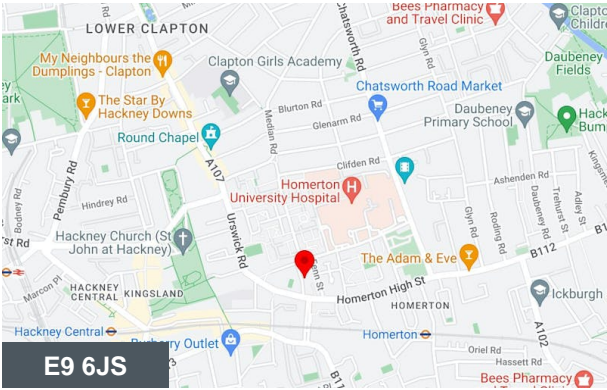 Bees Pharmacy
and Travel Clinic
LOWER CLAPTON
Chatsworth Rd
Glyn Rd
My Neighbours the
Dumplings - Clapton
Clapton Girls Academy
Daubeney
Fields
Chatsworth Road Market
The Star By
Hackney Downs
Blurton Rd
Median Rd
Glenarm Rd
Daubeney
Primary School
Round Chapel
A107
Clifden Rd
Pembury Rd
Homerton
University Hospital
Ashenden Rd
Hindrey Rd
Bodney Rd
Urswick Rd
Glyn Rd
Roding Rd
Daubeney Rd
Trehurst St
Adley St
Hackney Church (St
John at Hackney)
The Adam & Eve
B112
Marcon Pl
HACKNEY
CENTRAL
KINGSLAND
Homerton High St
HOMERTON
Ickburgh
A102
Hackney Central
Homerton
Burberry Outlet
Oriel Rd
Hassett Rd
E9 6JS
Bees Pharmacy